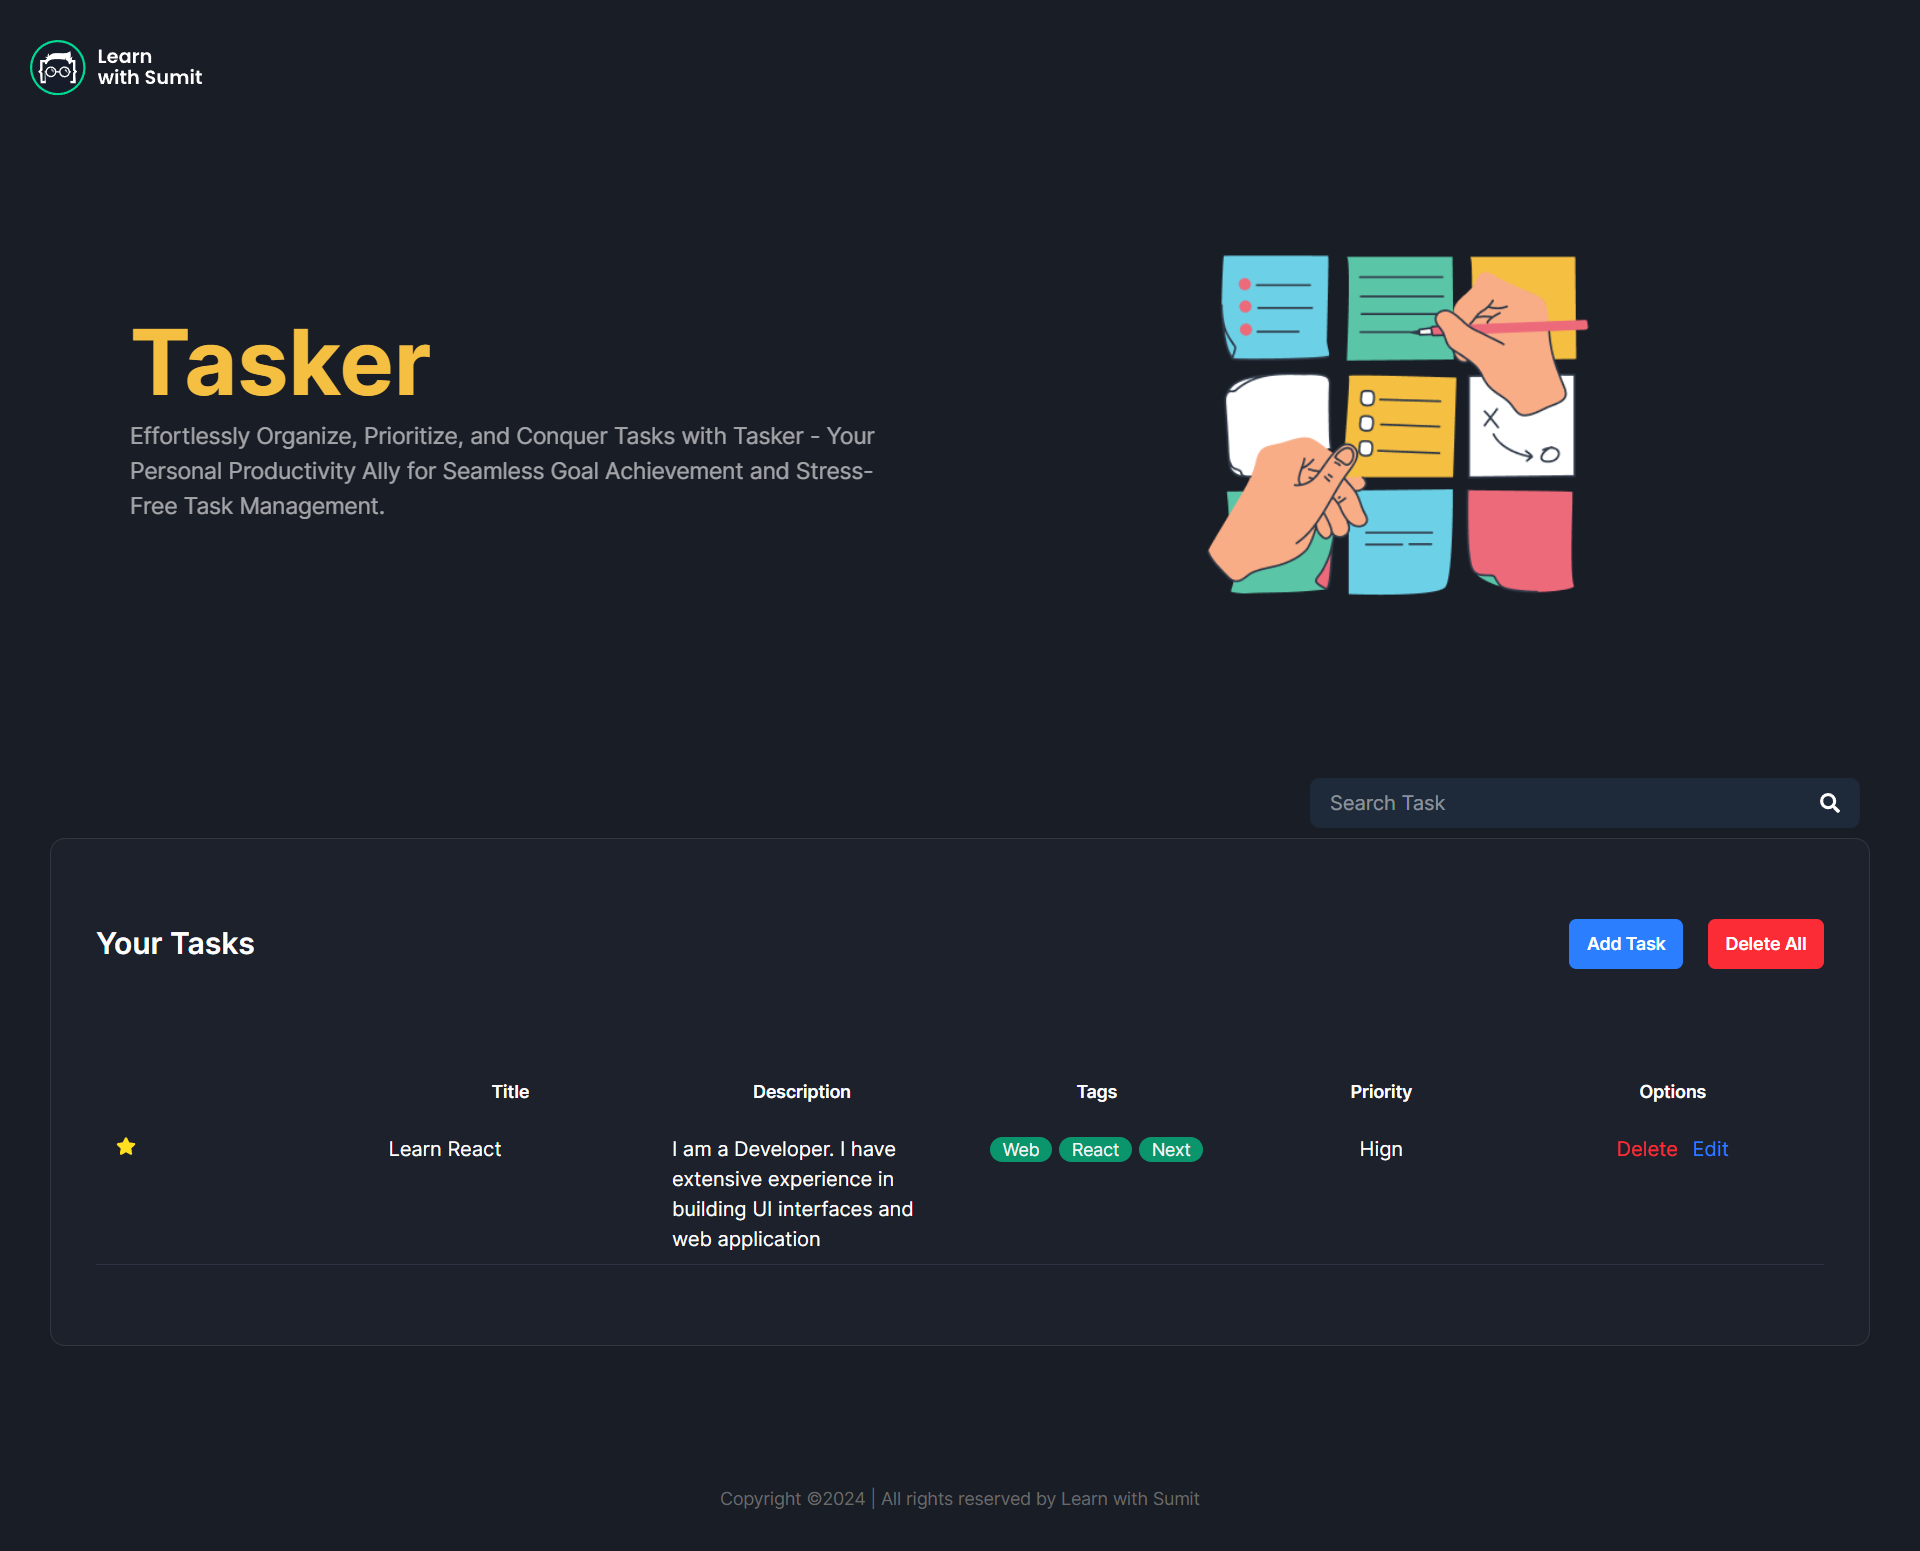 Learn
with Sumit
Tasker
Effortlessly Organize, Prioritize, and Conquer Tasks with Tasker - Your
Personal Productivity Ally for Seamless Goal Achievement and Stress-
Free Task Management.
Search Task
Your Tasks
Add Task
Delete All
Title Description Tags Priority Options
Learn React
I am a Developer. I have
extensive experience in
building UI interfaces and
web application
Web React Next
Hign
Delete Edit
Copyright ©2024 | All rights reserved by Learn with Sumit